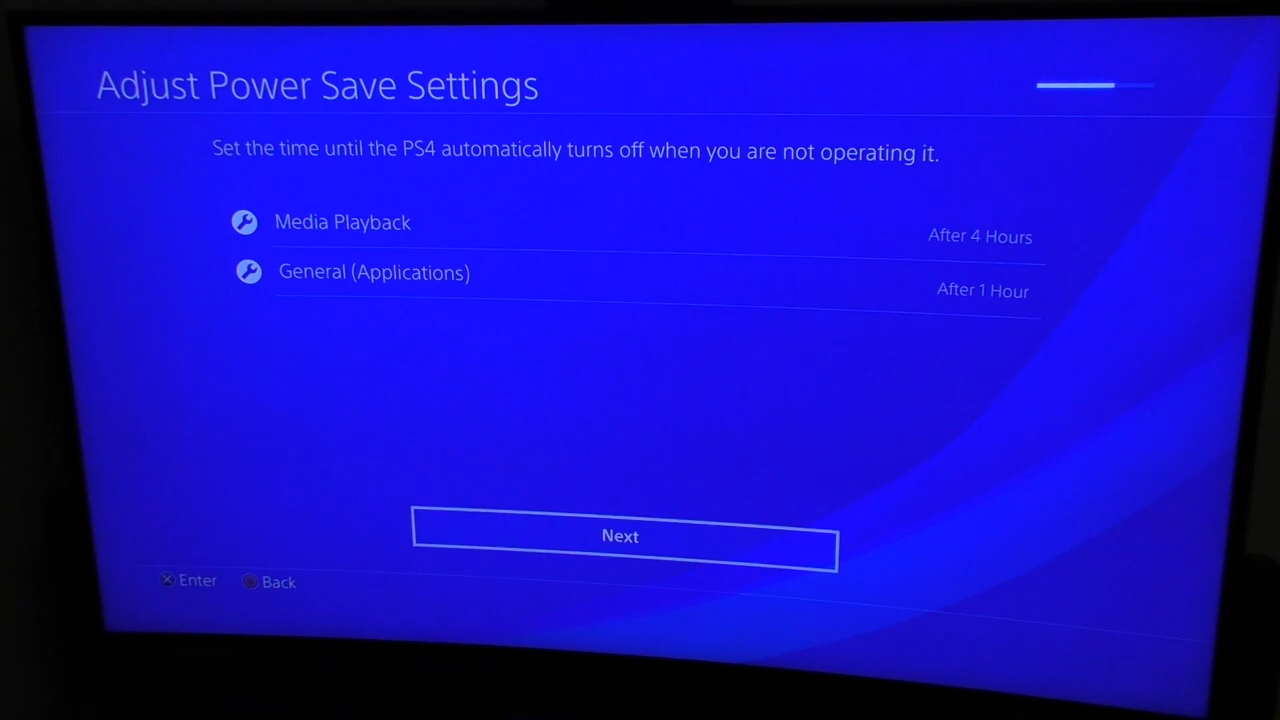 Adjust Power Save Settings
Set the time until the PS4 automatically turns off when you are not operating it.
Media Playback After 4 Hours
General (Applications) After 1 Hour
Next
Enter Back